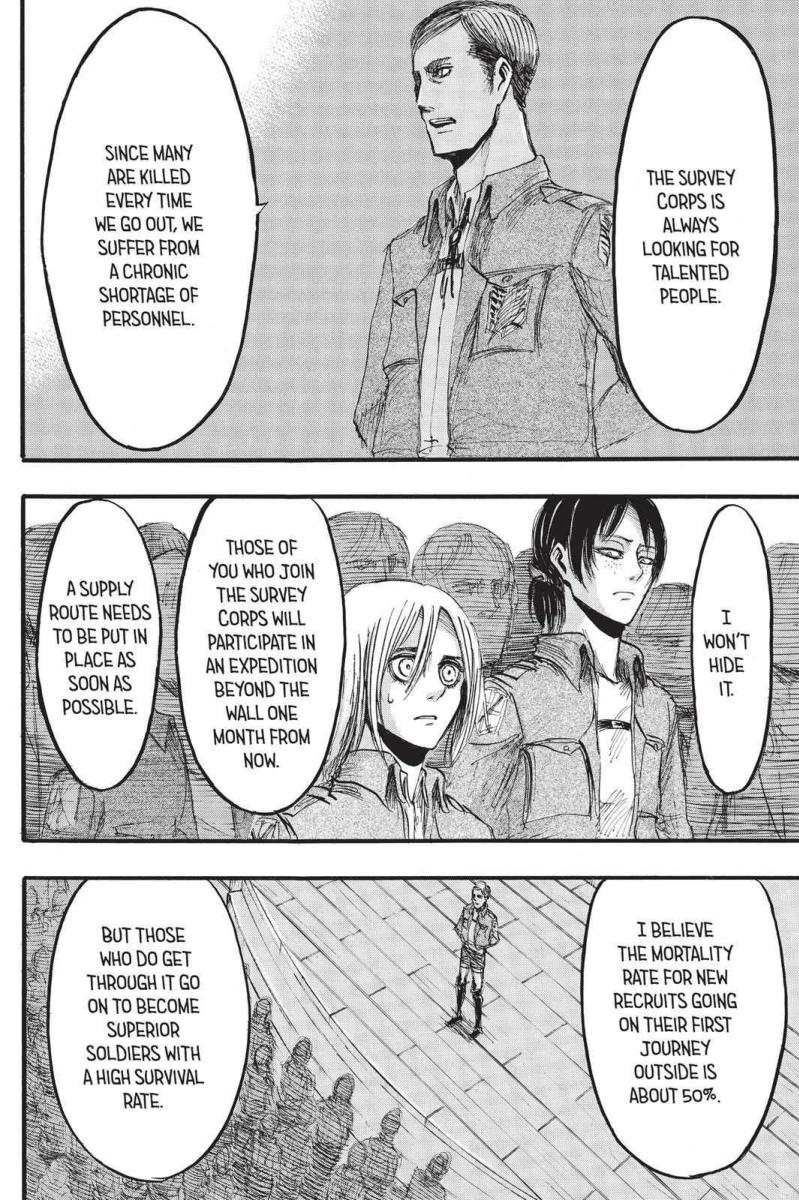 THE SURVEY
CORPS IS
ALWAYS
LOOKING FOR
TALENTED
PEOPLE.
SINCE MANY
ARE KILLED
EVERY TIME
WE GO OUT, WE
SUFFER FROM
A CHRONIC
SHORTAGE OF
PERSONNEL.
I
WON'T
HIDE
IT.
THOSE OF
YOU WHO JOIN
THE SURVEY
CORPS WILL
PARTICIPATE IN
AN EXPEDITION
BEYOND THE
WALL ONE
MONTH FROM
NOW.
A SUPPLY
ROUTE NEEDS
TO BE PUT IN
PLACE AS
SOON AS
POSSIBLE.
I BELIEVE
THE MORTALITY
RATE FOR NEW
RECRUITS GOING
ON THEIR FIRST
JOURNEY
OUTSIDE IS
ABOUT 50%.
BUT THOSE
WHO DO GET
THROUGH IT GO
ON TO BECOME
SUPERIOR
SOLDIERS WITH
A HIGH SURVIVAL
RATE.